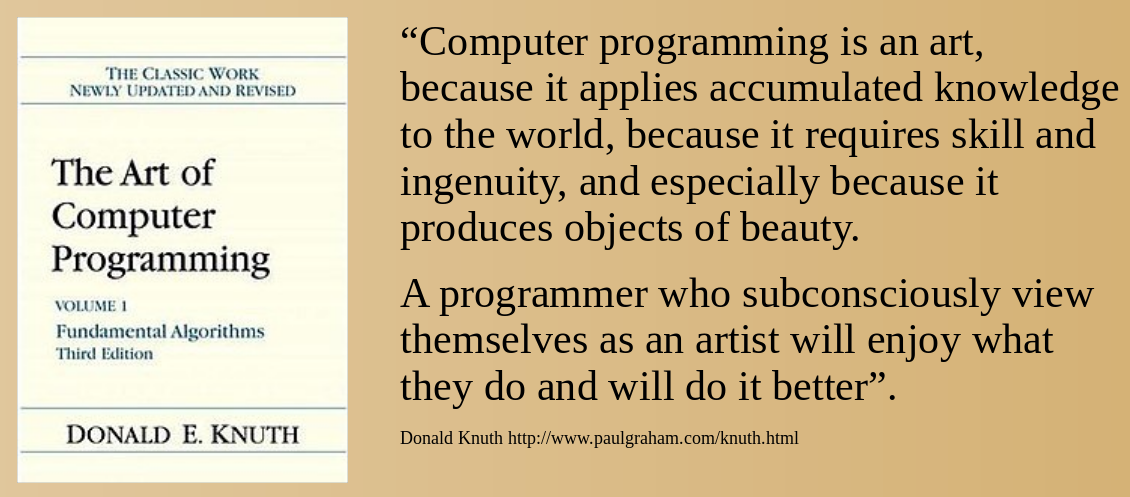 THE CLASSIC WORK
NEWLY UPDATED AND REVISED
The Art of
Computer
Programming
VOLUME 1
Fundamental Algorithms
Third Edition
DONALD E. KNUTH
“Computer programming is an art,
because it applies accumulated knowledge
to the world, because it requires skill and
ingenuity, and especially because it
produces objects of beauty.
A programmer who subconsciously view
themselves as an artist will enjoy what
they do and will do it better”.
Donald Knuth http://www.paulgraham.com/knuth.html